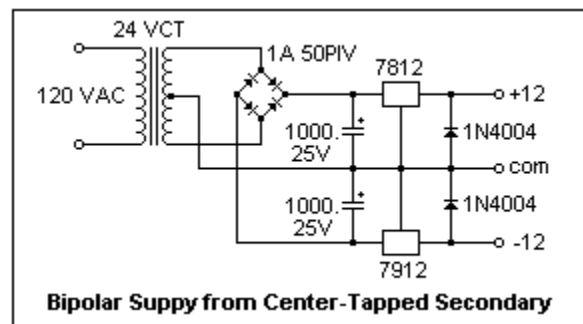 24 VCT
1A 50PIV
7812
120 VAC
+12
1000.
25V
1N4004
com
1000.
25V
1N4004
-12
7912
Bipolar Suppy from Center-Tapped Secondary